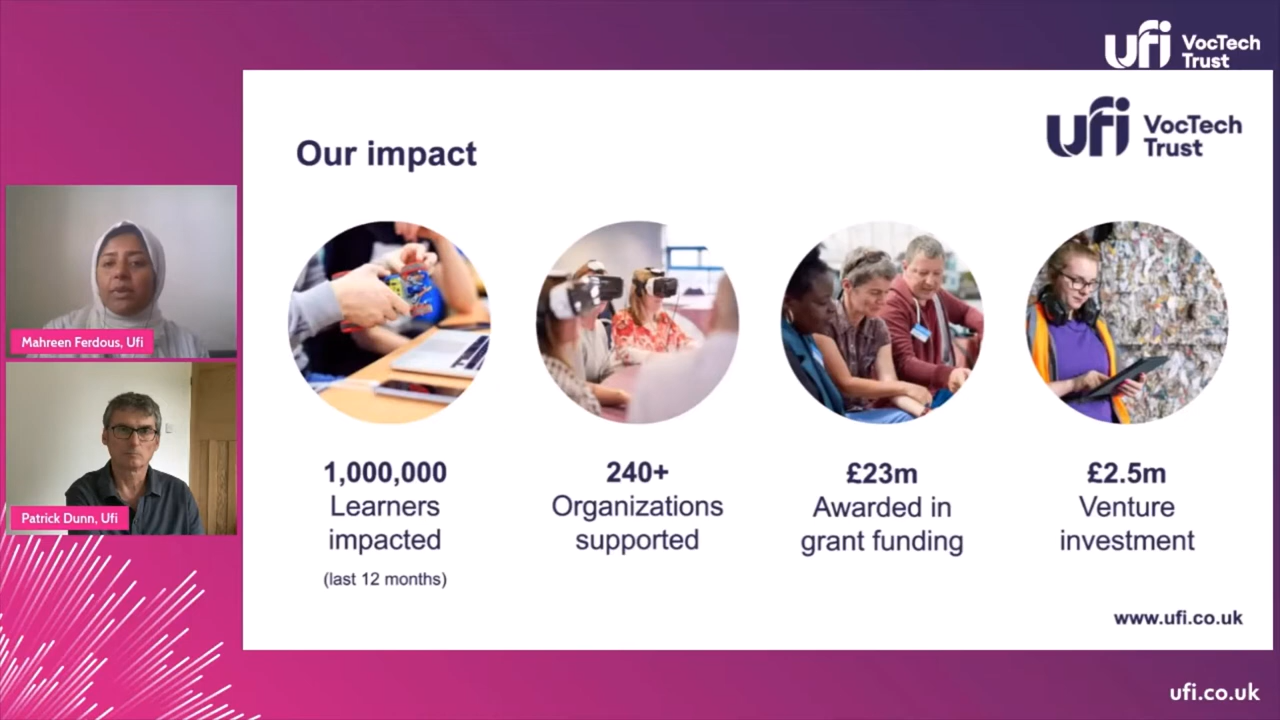 ufi VocTech
Trust
Our impact
ufi VocTech
Trust
Mahreen Ferdous, Ufi
Patrick Dunn, Ufi
1,000,000
Learners
impacted
(last 12 months)
240+
Organizations
supported
£23m
Awarded in
grant funding
£2.5m
Venture
investment
www.ufi.co.uk
ufi.co.uk